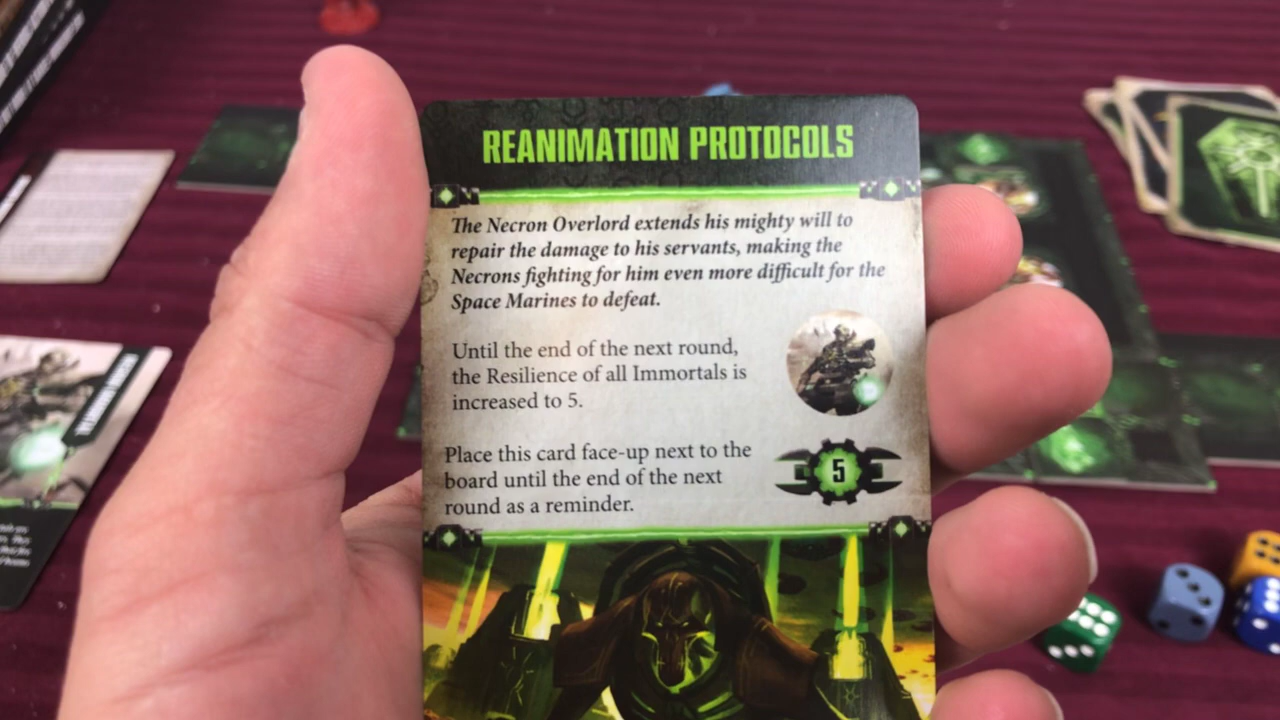 REANIMATION PROTOCOLS
The Necron Overlord extends his mighty will to
repair the damage to his servants, making the
Necrons fighting for him even more difficult for the
Space Marines to defeat.
Until the end of the next round,
the Resilience of all Immortals is
increased to 5.
Place this card face-up next to the
board until the end of the next
round as a reminder.
5